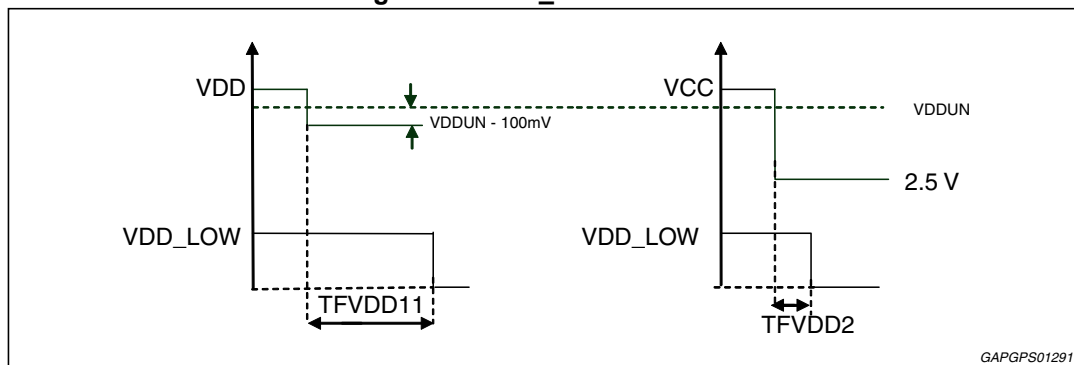 VDD
VDDUN - 100mV
VDD_LOW
TFVDD11
VCC
VDDUN
2.5 V
VDD_LOW
TFVDD2
GAPGPS01291